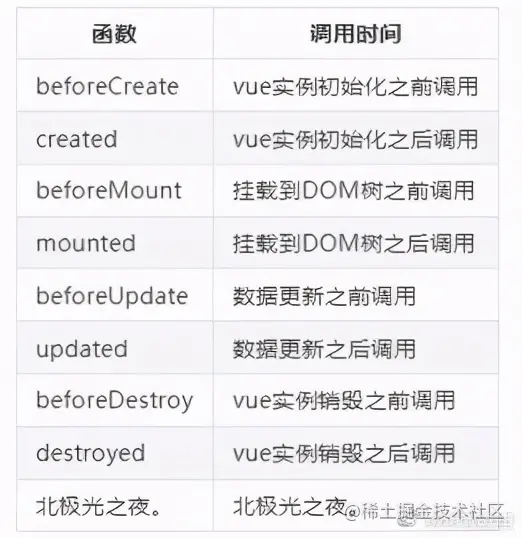 函数 调用时间
beforeCreate vue实例初始化之前调用
created vue实例初始化之后调用
beforeMount 挂载到DOM树之前调用
mounted 挂载到DOM树之后调用
beforeUpdate 数据更新之前调用
updated 数据更新之后调用
beforeDestroy vue实例销毁之前调用
destroyed vue实例销毁之后调用
北极光之夜。 北极光之夜
@稀土掘金技术社区